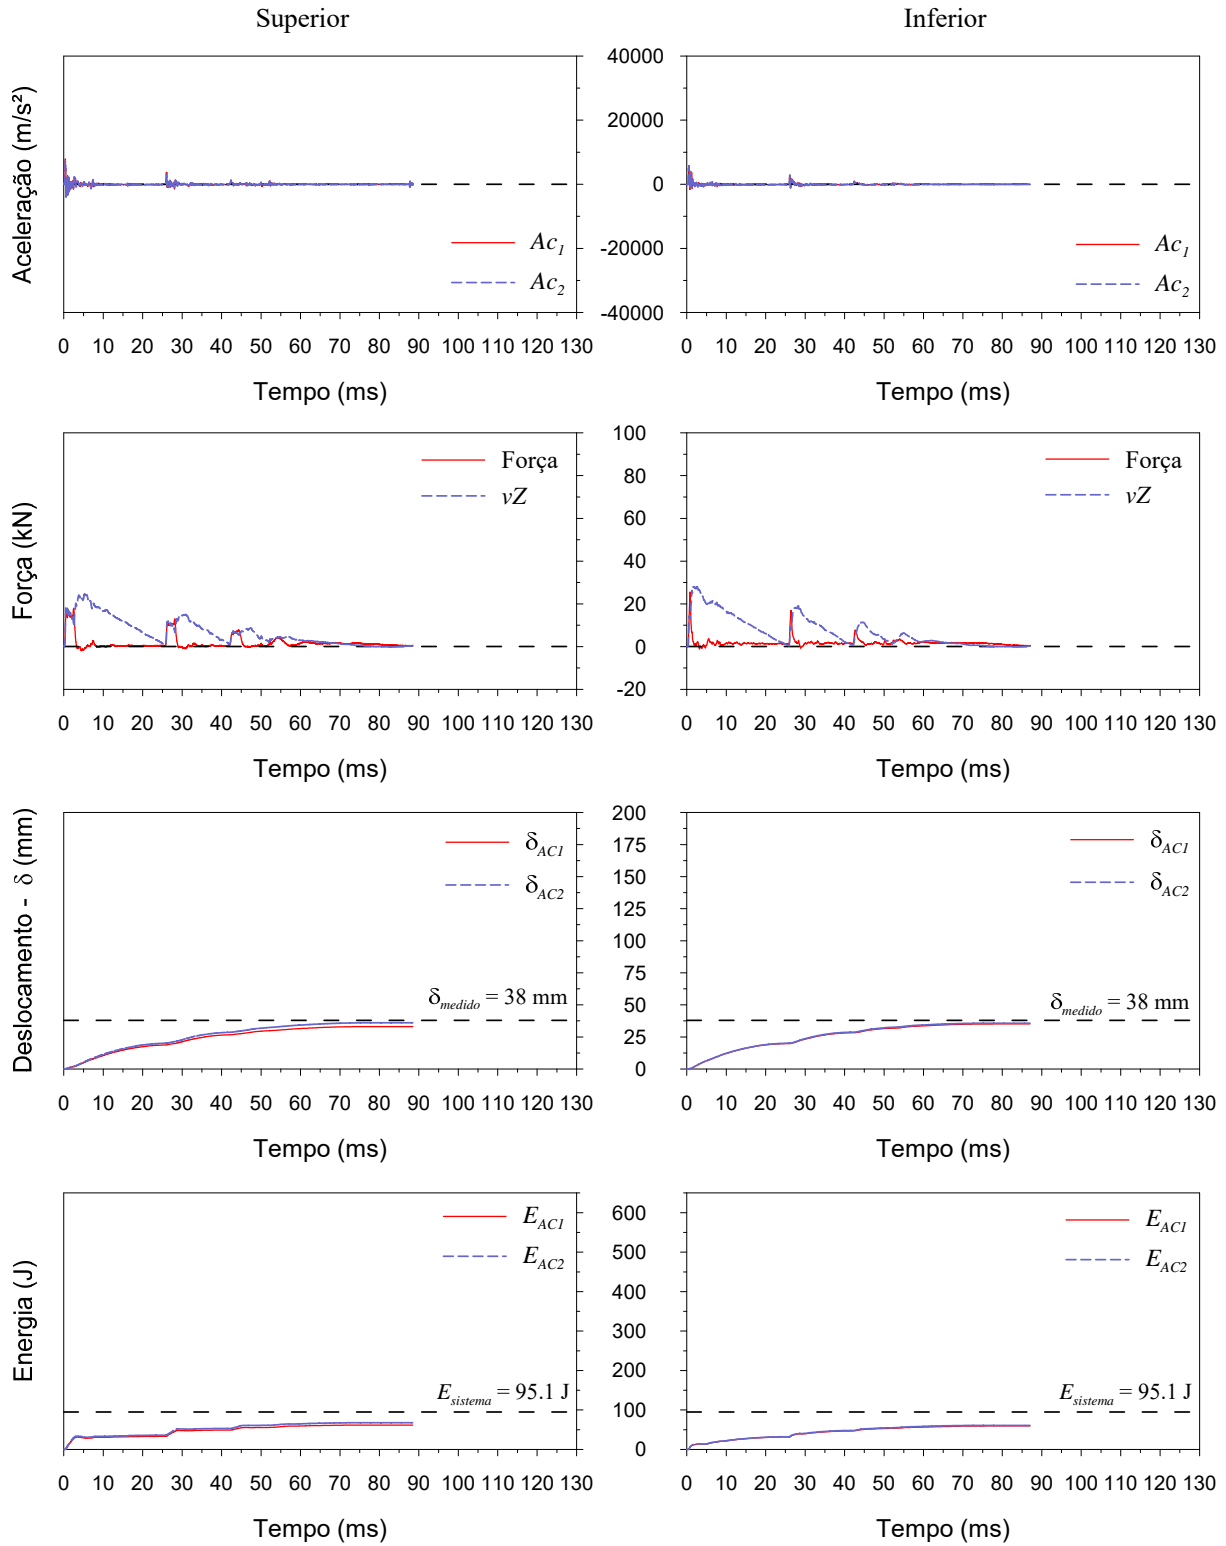 Superior
Inferior
Aceleração (m/s²)
40000
20000
0
-20000
-40000
Ac1
Ac2
Ac1
Ac2
0 10 20 30 40 50 60 70 80 90 100 110 120 130
0 10 20 30 40 50 60 70 80 90 100 110 120 130
Tempo (ms)
Tempo (ms)
Força (kN)
100
80
60
40
20
0
-20
Força
vZ
Força
vZ
0 10 20 30 40 50 60 70 80 90 100 110 120 130
0 10 20 30 40 50 60 70 80 90 100 110 120 130
Tempo (ms)
Tempo (ms)
Deslocamento - δ (mm)
200
175
150
125
100
75
50
25
0
δAC1
δAC2
δmedido = 38 mm
δAC1
δAC2
δmedido = 38 mm
0 10 20 30 40 50 60 70 80 90 100 110 120 130
0 10 20 30 40 50 60 70 80 90 100 110 120 130
Tempo (ms)
Tempo (ms)
Energia (J)
600
500
400
300
200
100
0
EAC1
EAC2
Esistema = 95.1 J
EAC1
EAC2
Esistema = 95.1 J
0 10 20 30 40 50 60 70 80 90 100 110 120 130
0 10 20 30 40 50 60 70 80 90 100 110 120 130
Tempo (ms)
Tempo (ms)